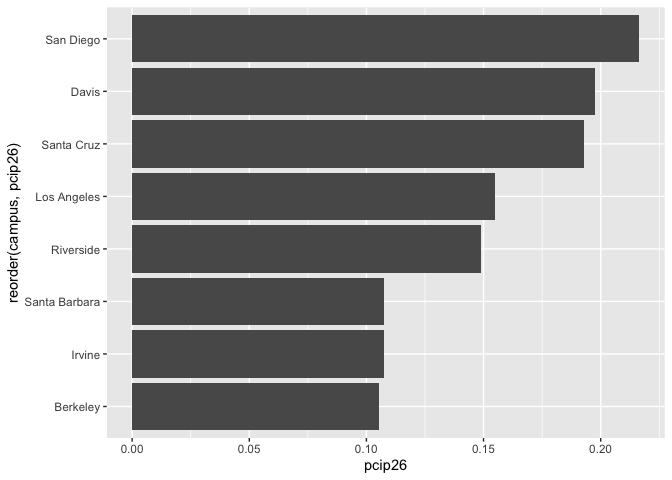 San Diego
Davis
Santa Cruz
Los Angeles
Riverside
Santa Barbara
Irvine
Berkeley
reorder(campus, pcip26)
0.00 0.05 0.10 0.15 0.20
pcip26